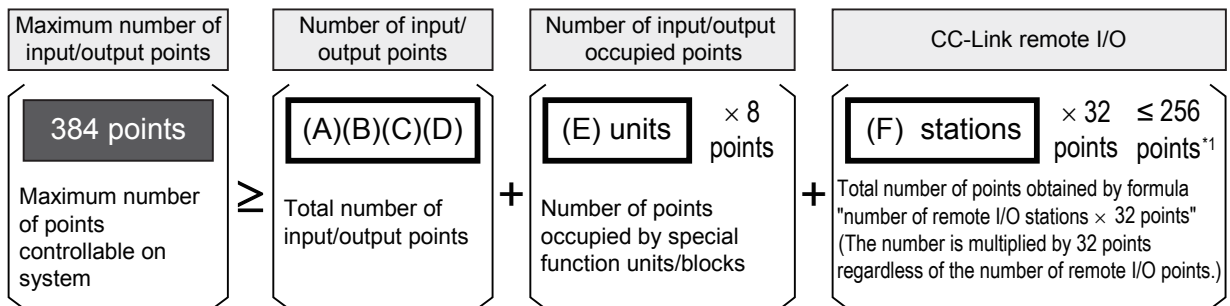 Maximum number of
input/output points
384 points
Maximum number
of points
controllable on
system
≥
Number of input/
output points
(A)(B)(C)(D)
Total number of
input/output points
+
Number of input/output
occupied points
(E) units
× 8
points
Number of points
occupied by special
function units/blocks
+
CC-Link remote I/O
(F) stations
× 32
points
≤ 256
points*1
Total number of points obtained by formula
"number of remote I/O stations × 32 points"
(The number is multiplied by 32 points
regardless of the number of remote I/O points.)